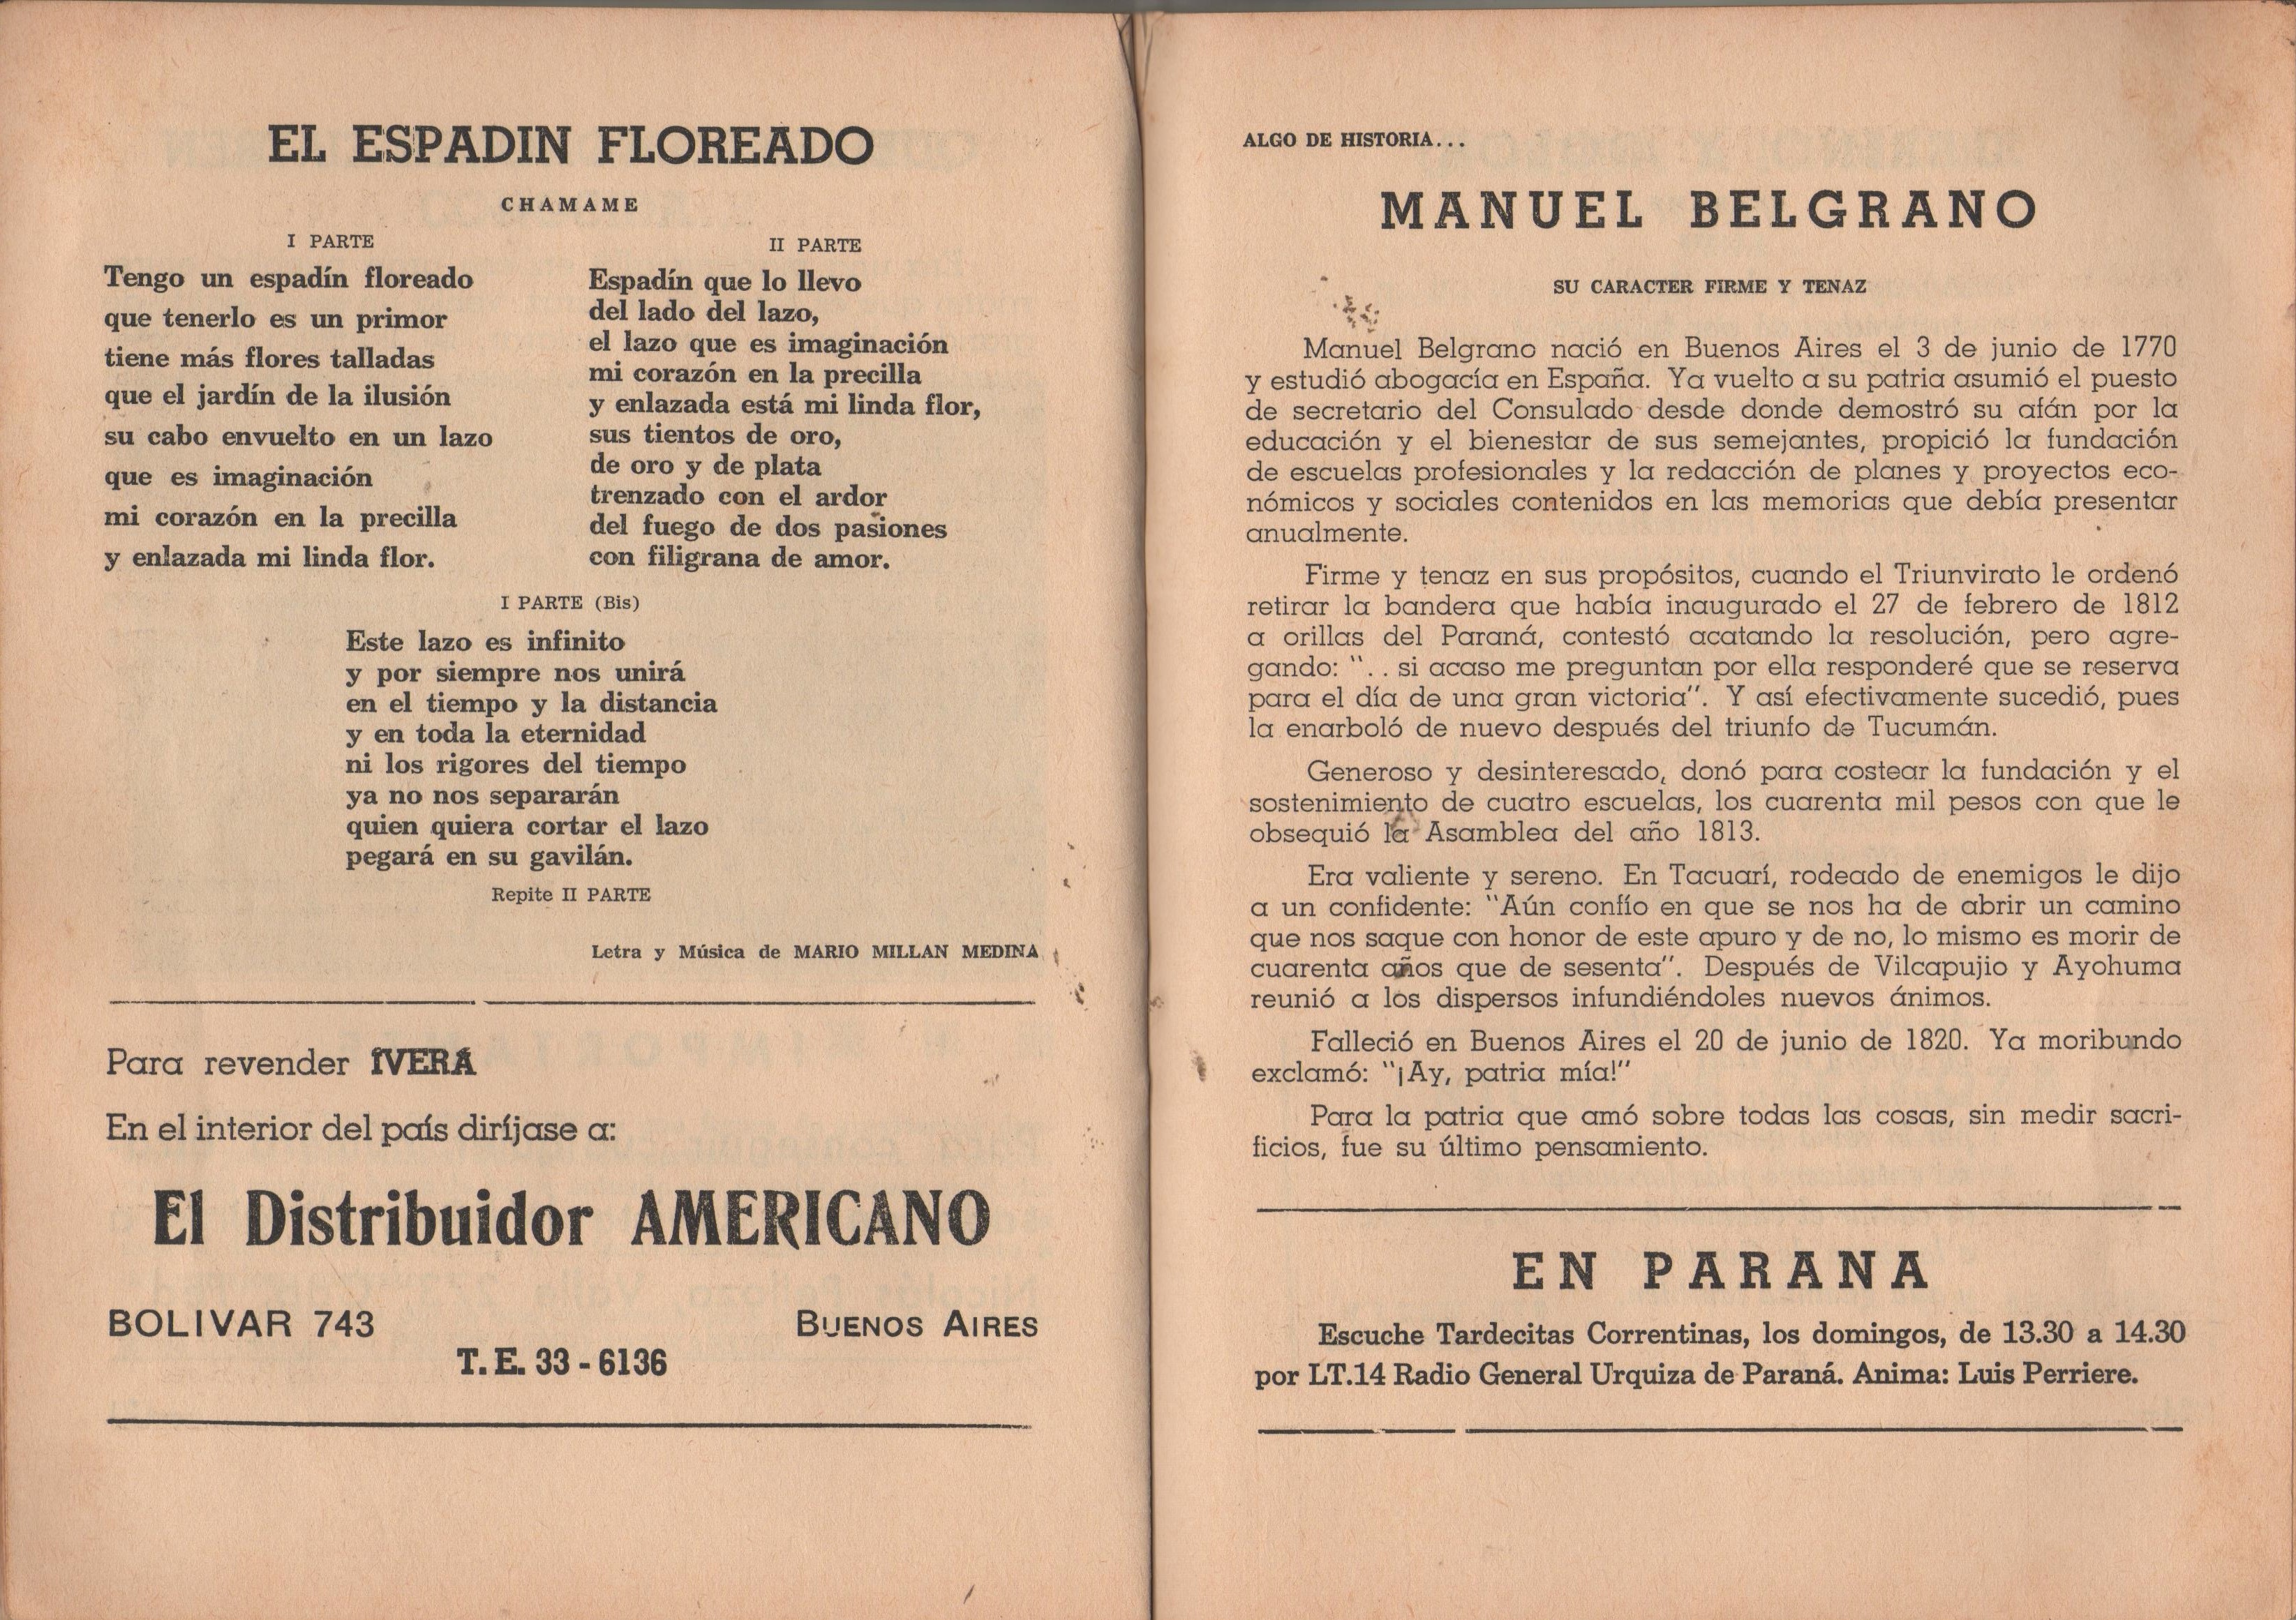 EL ESPADIN FLOREADO
CHAMAME
I PARTE
Tengo un espadín floreado
que tenerlo es un primor
tiene más flores talladas
que el jardín de la ilusión
su cabo envuelto en un lazo
que es imaginación
mi corazón en la precilla
y enlazada mi linda flor.
II PARTE
Espadín que lo llevo
del lado del lazo,
el lazo que es imaginación
mi corazón en la precilla
y enlazada está mi linda flor,
sus tientos de oro,
de oro y de plata
trenzado con el ardor
del fuego de dos pasiones
con filigrana de amor.
I PARTE (Bis)
Este lazo es infinito
y por siempre nos unirá
en el tiempo y la distancia
y en toda la eternidad
ni los rigores del tiempo
ya no nos separarán
quien quiera cortar el lazo
pegará en su gavilán.
Repite II PARTE
Letra y Música de MARIO MILLAN MEDINA
Para revender ÍVERÁ
En el interior del país diríjase a:
El Distribuidor AMERICANO
BOLIVAR 743
BUENOS AIRES
T. E. 33 - 6136
ALGO DE HISTORIA...
MANUEL BELGRANO
SU CARACTER FIRME Y TENAZ
Manuel Belgrano nació en Buenos Aires el 3 de junio de 1770
y estudió abogacía en España. Ya vuelto a su patria asumió el puesto
de secretario del Consulado desde donde demostró su afán por la
educación y el bienestar de sus semejantes, propició la fundación
de escuelas profesionales y la redacción de planes y proyectos eco-
nómicos y sociales contenidos en las memorias que debía presentar
anualmente.
Firme y tenaz en sus propósitos, cuando el Triunvirato le ordenó
retirar la bandera que había inaugurado el 27 de febrero de 1812
a orillas del Paraná, contestó acatando la resolución, pero agre-
gando: ".. si acaso me preguntan por ella responderé que se reserva
para el día de una gran victoria". Y así efectivamente sucedió, pues
la enarboló de nuevo después del triunfo de Tucumán.
Generoso y desinteresado, donó para costear la fundación y el
sostenimiento de cuatro escuelas, los cuarenta mil pesos con que le
obsequió la Asamblea del año 1813.
Era valiente y sereno. En Tacuarí, rodeado de enemigos le dijo
a un confidente: "Aún confío en que se nos ha de abrir un camino
que nos saque con honor de este apuro y de no, lo mismo es morir de
cuarenta años que de sesenta". Después de Vilcapujio y Ayohuma
reunió a los dispersos infundiéndoles nuevos ánimos.
Falleció en Buenos Aires el 20 de junio de 1820. Ya moribundo
exclamó: "¡Ay, patria mía!"
Para la patria que amó sobre todas las cosas, sin medir sacri-
ficios, fue su último pensamiento.
EN PARANA
Escuche Tardecitas Correntinas, los domingos, de 13.30 a 14.30
por LT.14 Radio General Urquiza de Paraná. Anima: Luis Perriere.